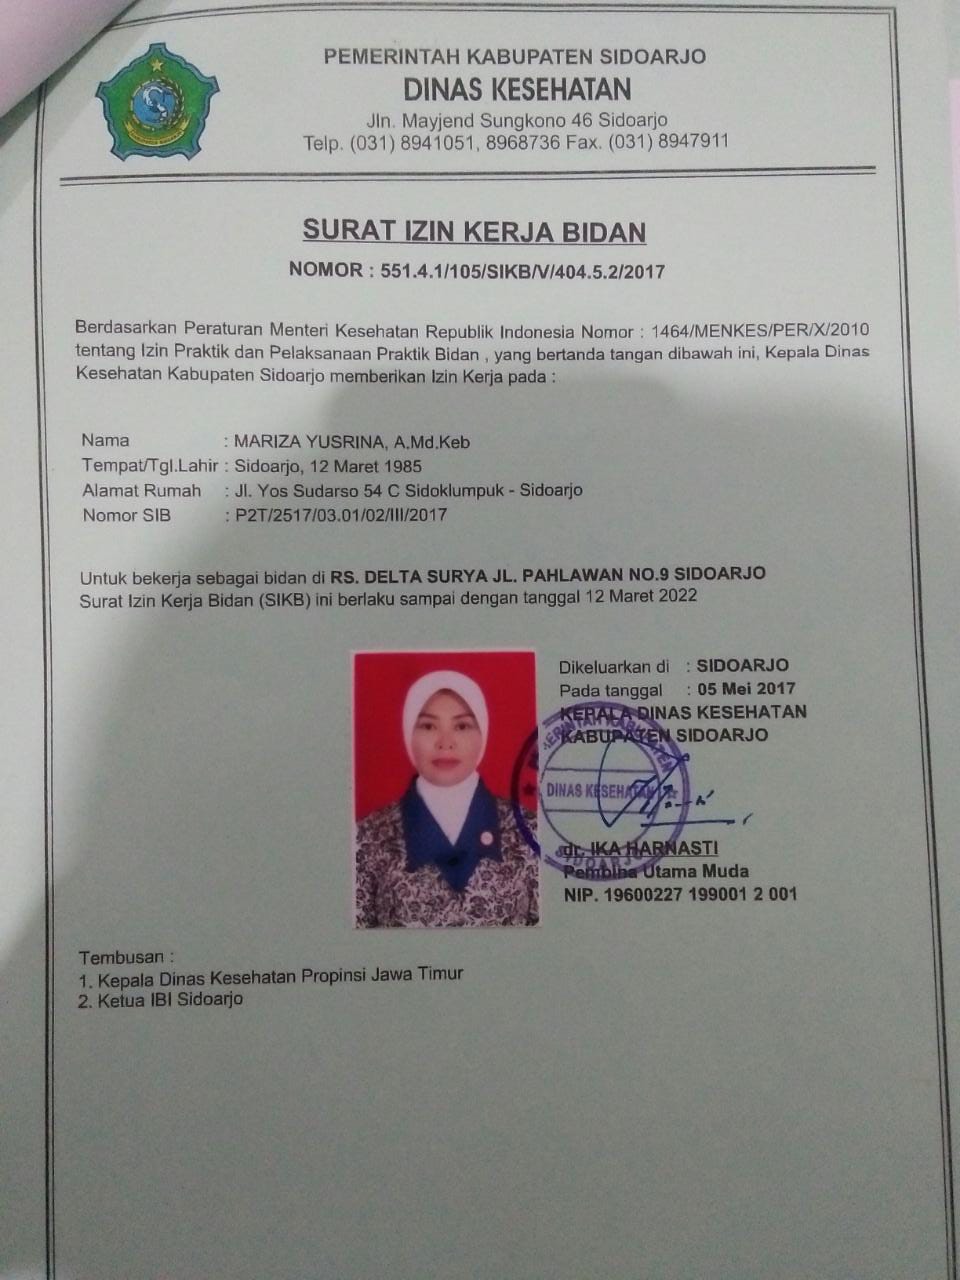 PEMERINTAH KABUPATEN SIDOARJO
DINAS KESEHATAN
Jln. Mayjend Sungkono 46 Sidoarjo
Telp. (031) 8941051, 8968736 Fax. (031) 8947911
SURAT IZIN KERJA BIDAN
NOMOR : 551.4.1/105/SIKB/V/404.5.2/2017
Berdasarkan Peraturan Menteri Kesehatan Republik Indonesia Nomor : 1464/MENKES/PER/X/2010
tentang Izin Praktik dan Pelaksanaan Praktik Bidan , yang bertanda tangan dibawah ini, Kepala Dinas
Kesehatan Kabupaten Sidoarjo memberikan Izin Kerja pada :
Nama : MARIZA YUSRINA, A.Md.Keb
Tempat/Tgl.Lahir : Sidoarjo, 12 Maret 1985
Alamat Rumah : Jl. Yos Sudarso 54 C Sidoklumpuk - Sidoarjo
Nomor SIB : P2T/2517/03.01/02/III/2017
Untuk bekerja sebagai bidan di RS. DELTA SURYA JL. PAHLAWAN NO.9 SIDOARJO
Surat Izin Kerja Bidan (SIKB) ini berlaku sampai dengan tanggal 12 Maret 2022
Dikeluarkan di : SIDOARJO
Pada tanggal : 05 Mei 2017
KEPALA DINAS KESEHATAN
KABUPATEN SIDOARJO
PEMERINTAH KABUPATEN
DINAS KESEHATAN
SIDOARJO
dr. IKA HARNASTI
Pembina Utama Muda
NIP. 19600227 199001 2 001
Tembusan :
1. Kepala Dinas Kesehatan Propinsi Jawa Timur
2. Ketua IBI Sidoarjo